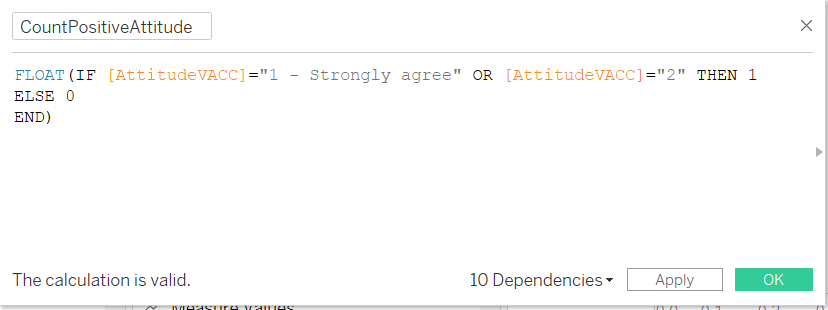 CountPositiveAttitude
FLOAT(IF [AttitudeVACC]="1 - Strongly agree" OR [AttitudeVACC]="2" THEN 1
ELSE 0
END)
The calculation is valid.
10 Dependencies
Apply
OK
Measure Values